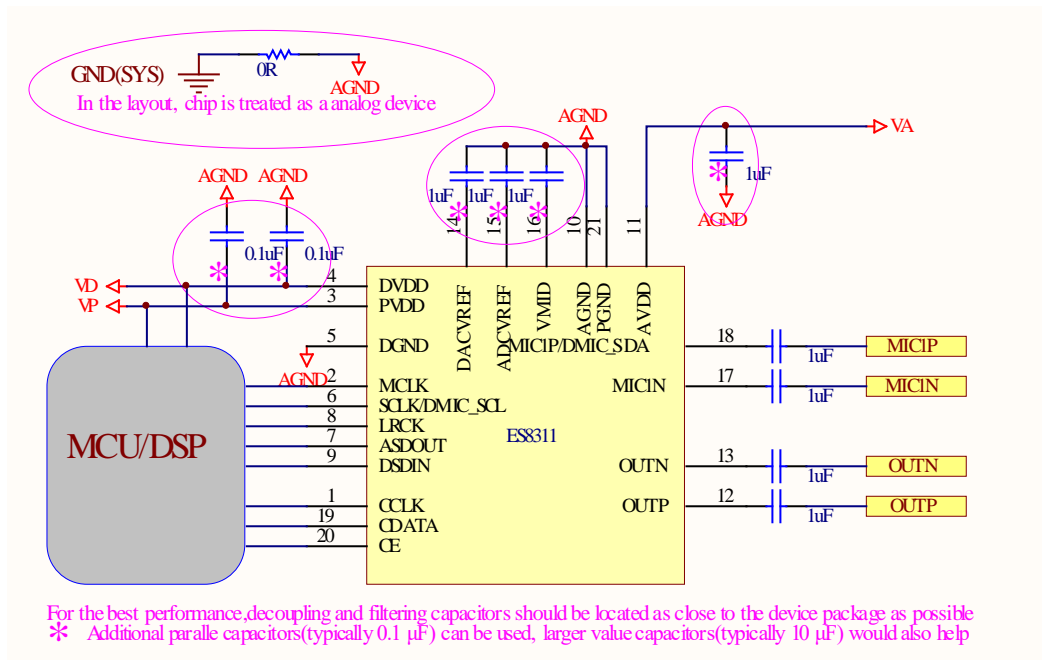 GND(SYS)
0R
AGND
In the layout, chip is treated as a analog device
AGND
VA
1uF
AGND
1uF 1uF 1uF
14 15 16 10 21 11
AGND AGND
0.1uF 0.1uF
VD
VP
4 DVDD
3 PVDD
5 DGND
AGND
2 MCLK
6 SCLK/DMIC_SCL
8 LRCK
7 ASDOUT
9 DSDIN
1 CCLK
19 CDATA
20 CE
MCU/DSP
DACVREF
ADCVREF
VMID
AGND
PGND
AVDD
ES8311
MIC1P/DMIC_SDA 18 1uF MIC1P
MIC1N 17 1uF MIC1N
OUTN 13 1uF OUTN
OUTP 12 1uF OUTP
For the best performance,decoupling and filtering capacitors should be located as close to the device package as possible
* Additional paralle capacitors(typically 0.1 μF) can be used, larger value capacitors(typically 10 μF) would also help